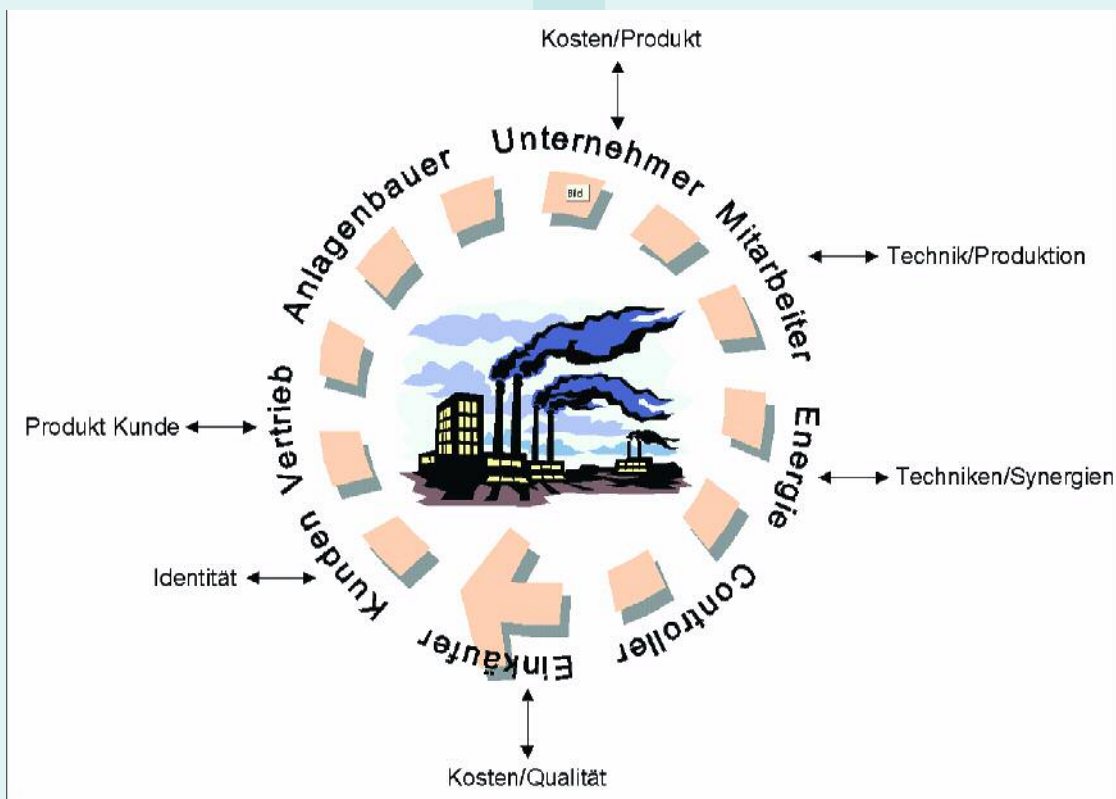 Kosten/Produkt
Unternehmer
Bild
Mitarbeiter
Technik/Produktion
Energie
Techniken/Synergien
Controller
Einkäufer
Kosten/Qualität
Kunden
Identität
Vertrieb
Produkt Kunde
Anlagenbauer